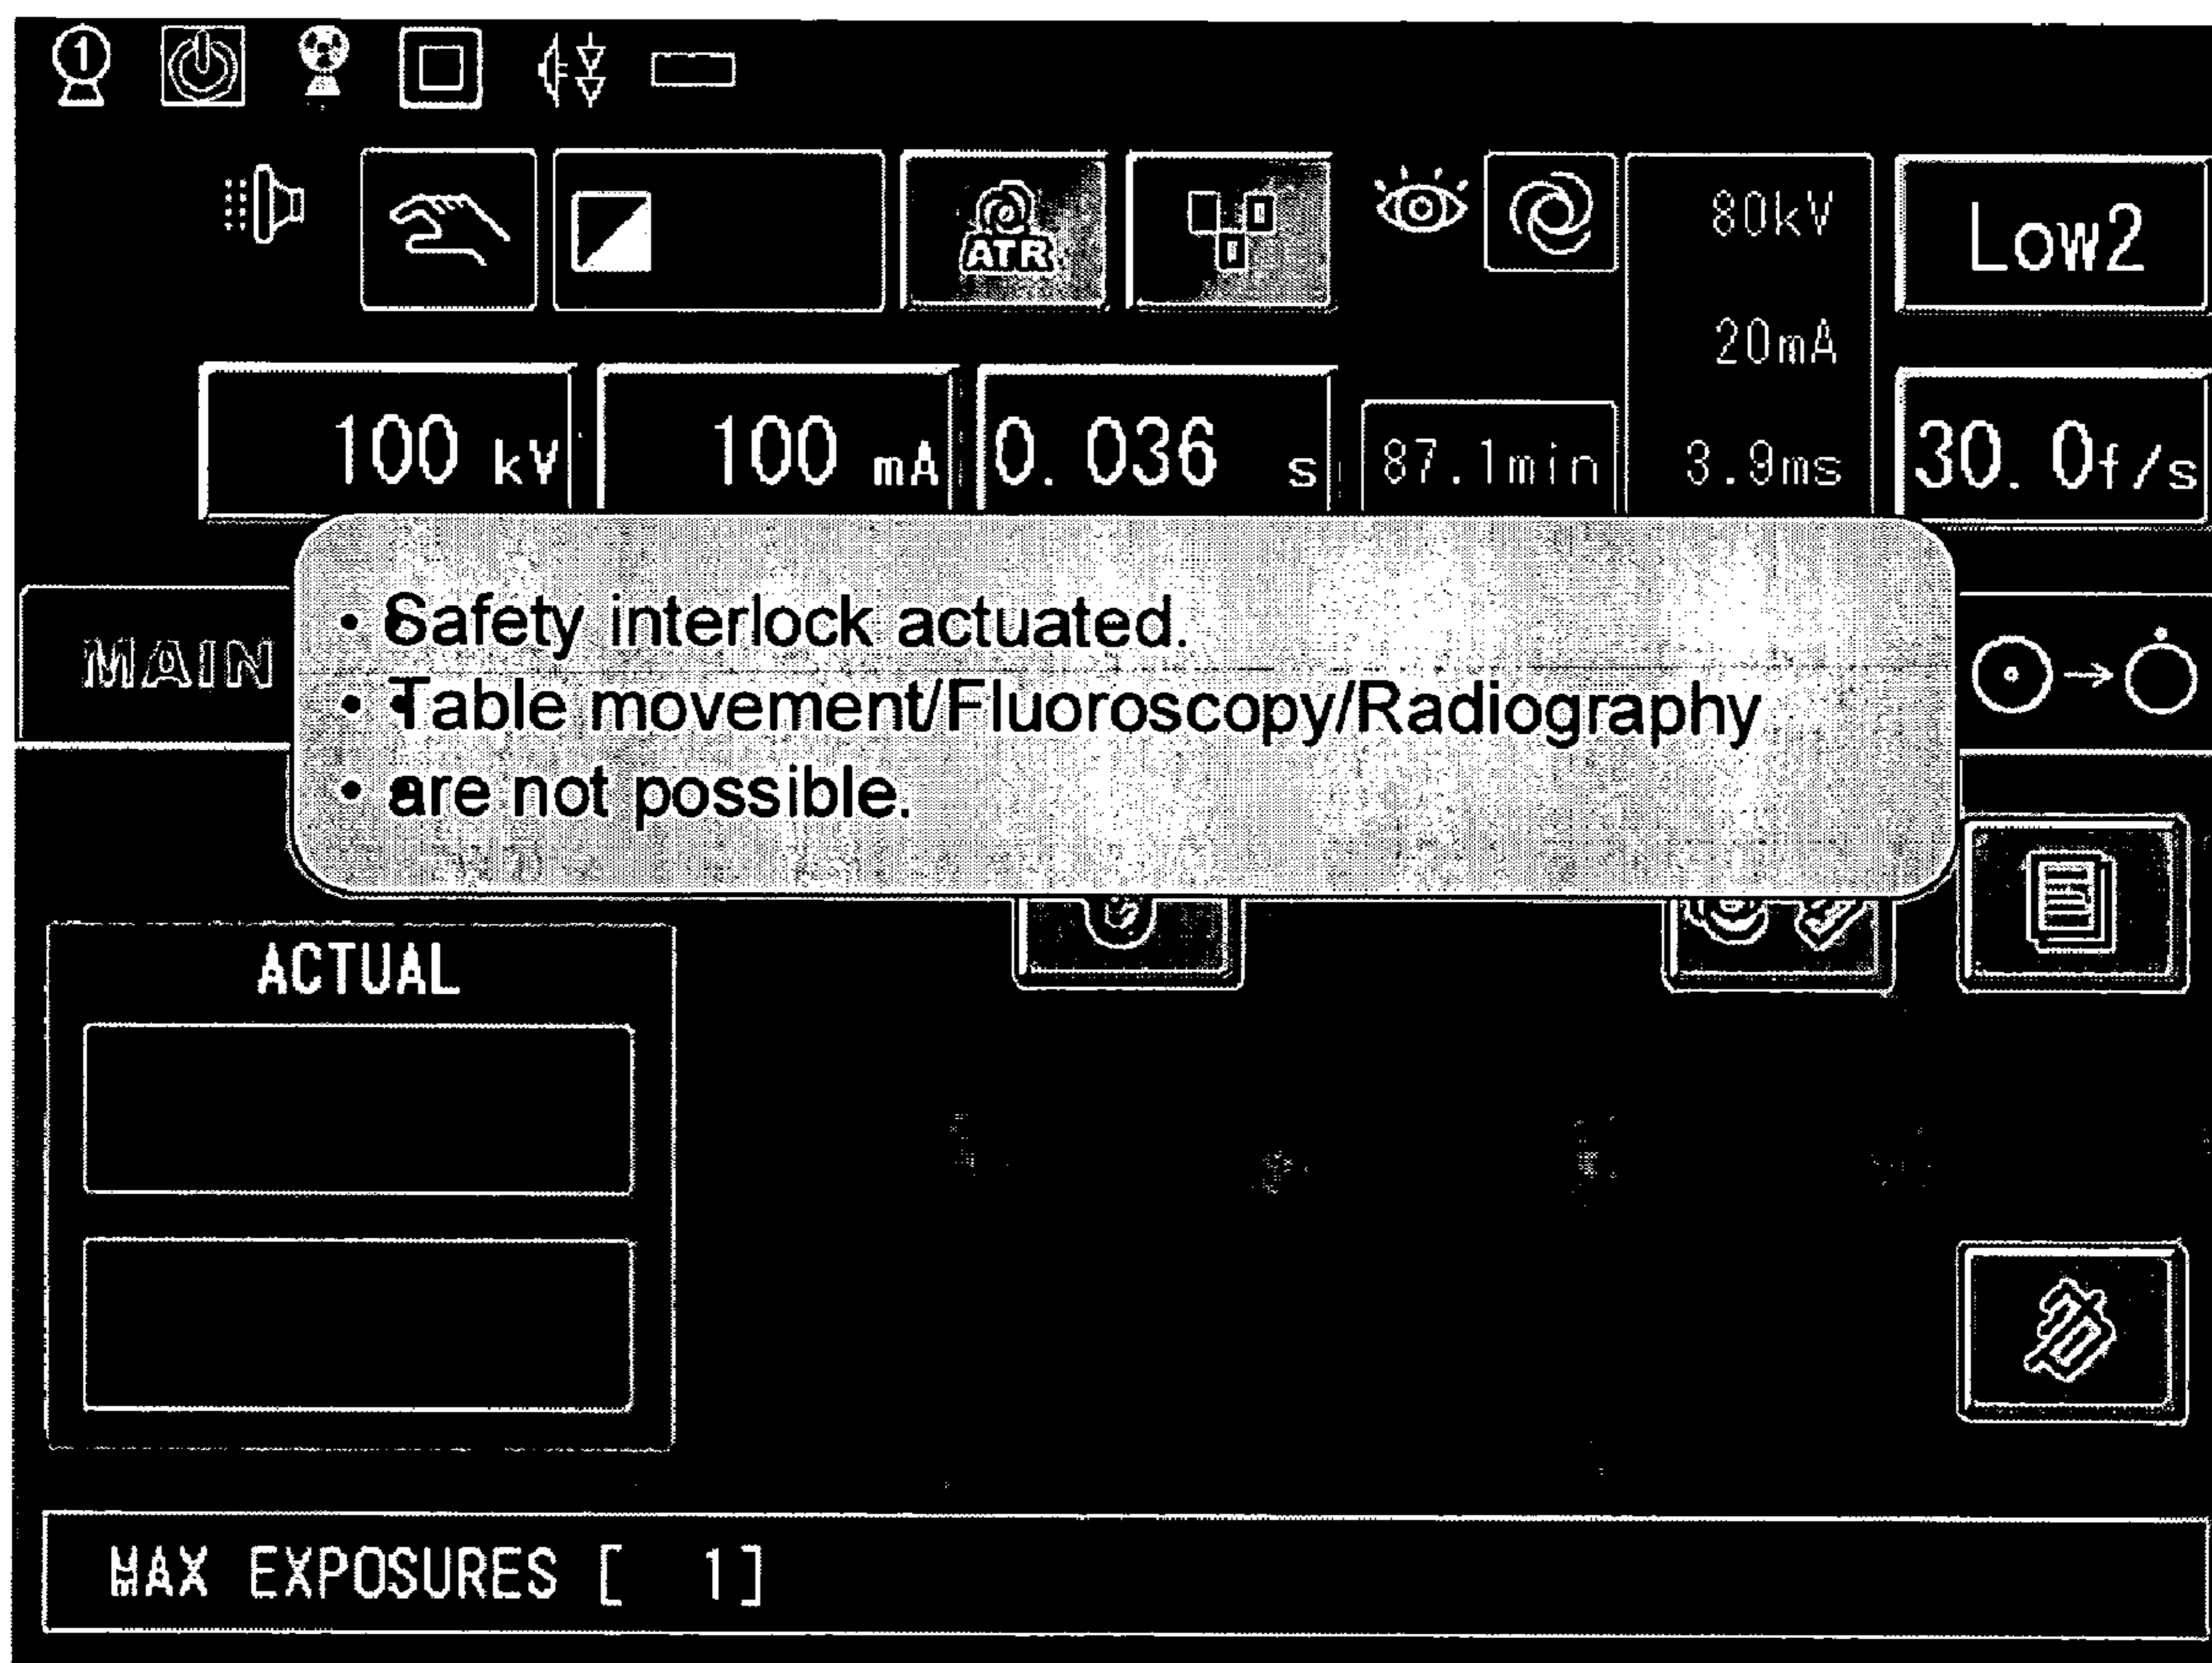 1
ATR
80kV
Low2
20mA
100 kV
100 mA
0.036 s
87.1min
3.9ms
30.0f/s
• Safety interlock actuated.
MAIN
• Table movement/Fluoroscopy/Radiography
• are not possible.
ACTUAL
MAX EXPOSURES [ 1]